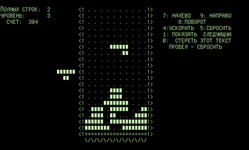 ПОЛНЫХ СТРОК: 2
УРОВЕНЬ: 3
СЧЕТ: 304
7: НАЛЕВО 9: НАПРАВО
8:ПОВОРОТ
4:УСКОРИТЬ 5:СБРОСИТЬ
1: ПОКАЗАТЬ СЛЕДУЮЩУЮ
0: СТЕРЕТЬ ЭТОТ ТЕКСТ
ПРОБЕЛ - СБРОСИТЬ